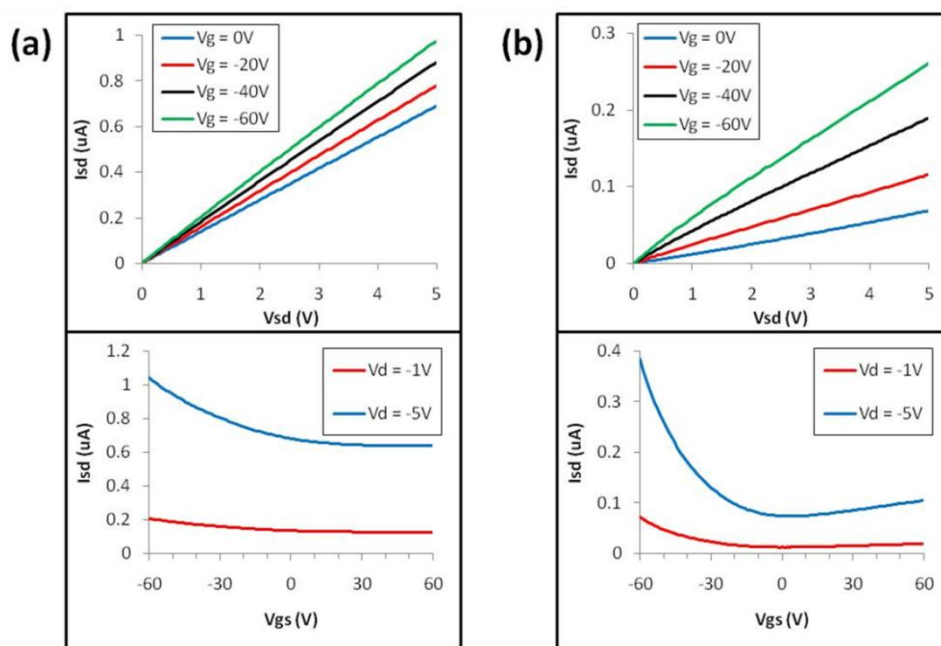 (a)
1
0.8
0.6
0.4
0.2
0
Isd (uA)
Vg = 0V
Vg = -20V
Vg = -40V
Vg = -60V
0 1 2 3 4 5
Vsd (V)
1.2
1
0.8
0.6
0.4
0.2
0
Isd (uA)
Vd = -1V
Vd = -5V
-60 -30 0 30 60
Vgs (V)
(b)
0.3
0.2
0.1
0
Isd (uA)
Vg = 0V
Vg = -20V
Vg = -40V
Vg = -60V
0 1 2 3 4 5
Vsd (V)
0.4
0.3
0.2
0.1
0
Isd (uA)
Vd = -1V
Vd = -5V
-60 -30 0 30 60
Vgs (V)